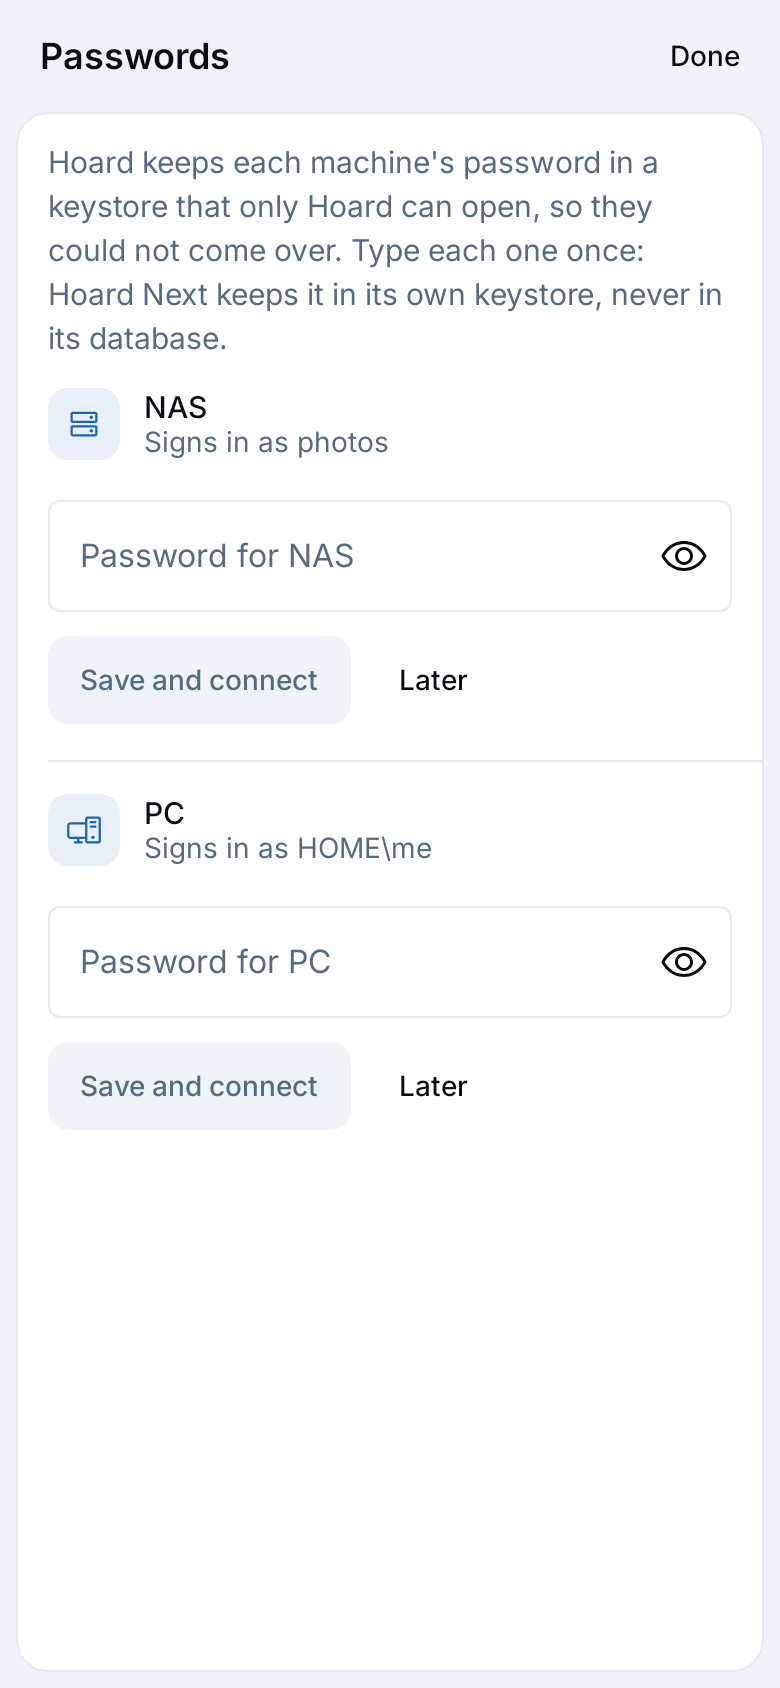 Passwords
Done
Hoard keeps each machine's password in a
keystore that only Hoard can open, so they
could not come over. Type each one once:
Hoard Next keeps it in its own keystore, never in
its database.
NAS
Signs in as photos
Password for NAS
Save and connect
Later
PC
Signs in as HOME\me
Password for PC
Save and connect
Later